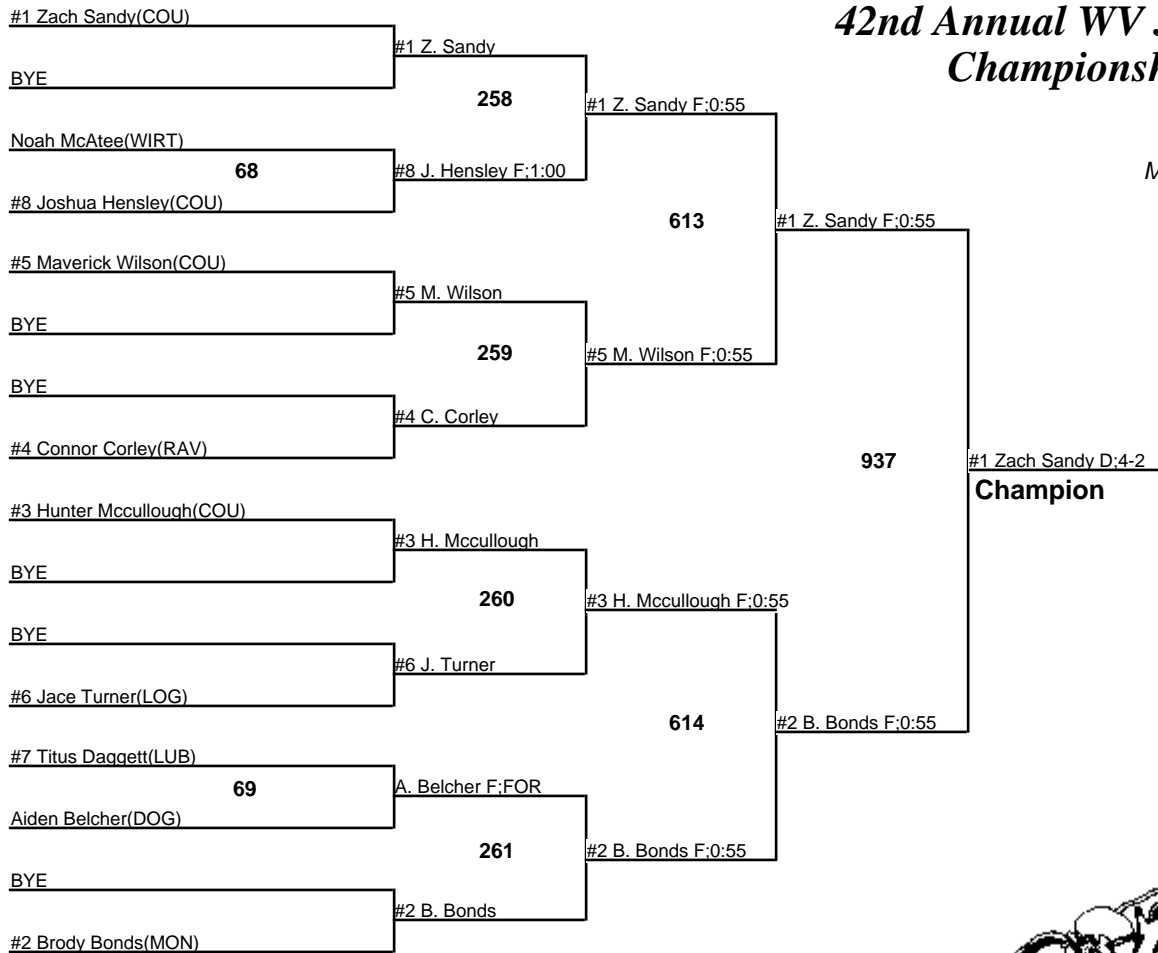 42nd Annual WV
Championsh
M
#1 Zach Sandy(COU)
BYE
Noah McAtee(WIRT)
68
#8 Joshua Hensley(COU)
#5 Maverick Wilson(COU)
BYE
BYE
#4 Connor Corley(RAV)
#3 Hunter Mccullough(COU)
BYE
BYE
#6 Jace Turner(LOG)
#7 Titus Daggett(LUB)
69
Aiden Belcher(DOG)
BYE
#2 Brody Bonds(MON)
#1 Z. Sandy
258
#8 J. Hensley F;1:00
#5 M. Wilson
259
#4 C. Corley
#3 H. Mccullough
260
#6 J. Turner
A. Belcher F;FOR
261
#2 B. Bonds
#1 Z. Sandy F;0:55
613
#5 M. Wilson F;0:55
#3 H. Mccullough F;0:55
614
#2 B. Bonds F;0:55
#1 Z. Sandy F;0:55
937
#2 B. Bonds F;0:55
#1 Zach Sandy D;4-2
Champion